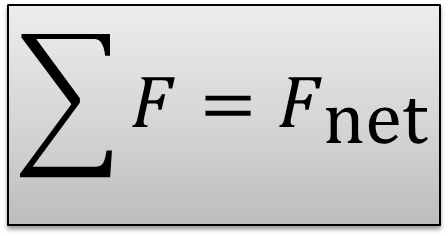 ∑ F = F_net